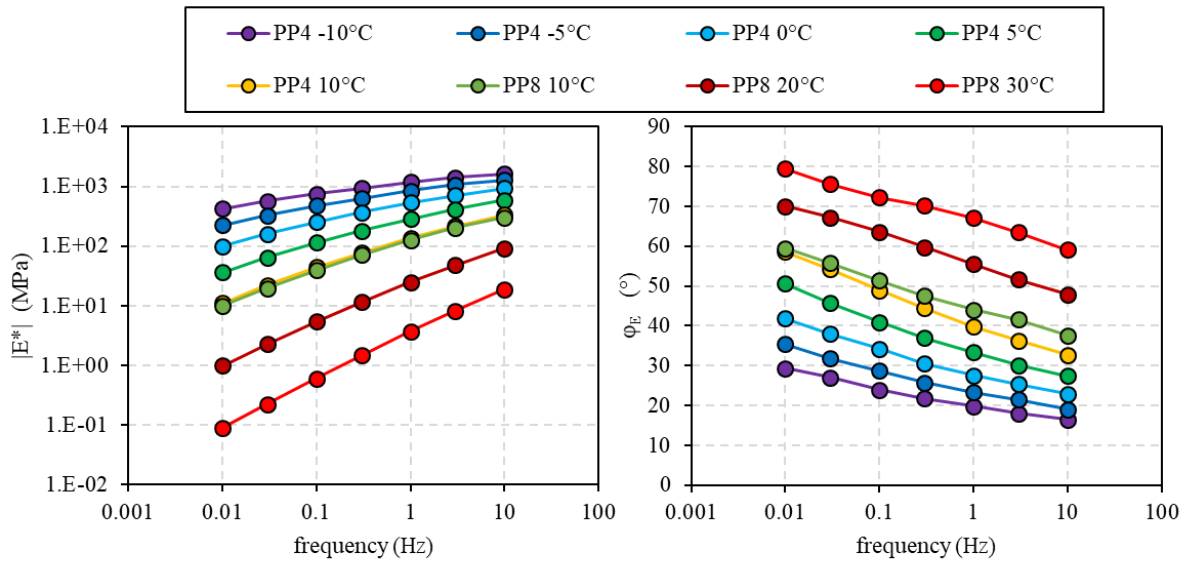 PP4 -10°C PP4 -5°C PP4 0°C PP4 5°C
PP4 10°C PP8 10°C PP8 20°C PP8 30°C
1.E+04
1.E+03
1.E+02
1.E+01
1.E+00
1.E-01
1.E-02
|E*| (MPa)
0.001 0.01 0.1 1 10 100
frequency (Hz)
90
80
70
60
50
40
30
20
10
0
φE (°)
0.001 0.01 0.1 1 10 100
frequency (Hz)